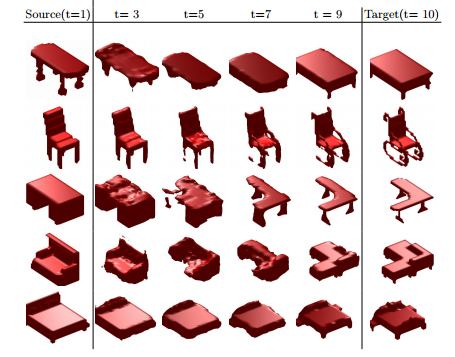 Source(t=1) t= 3 t=5 t=7 t = 9 Target(t= 10)